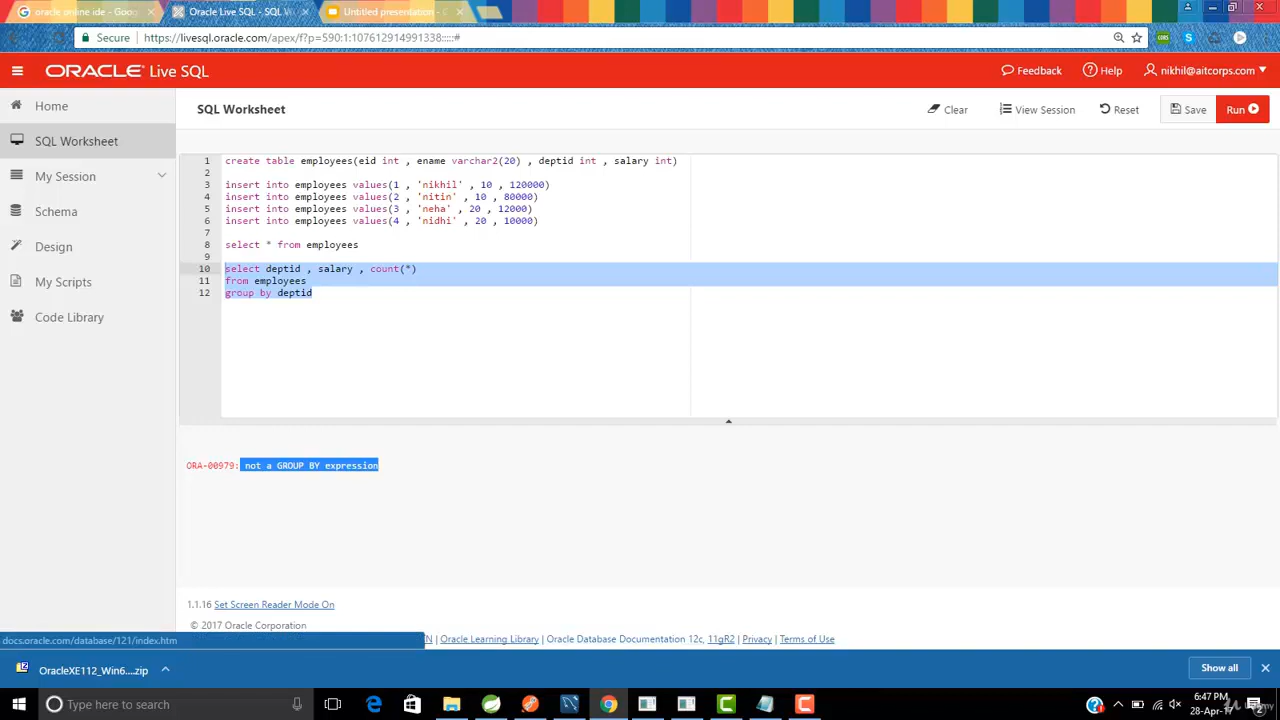 oracle online ide - Goo
Oracle Live SQL - SQL W
Untitled presentation - G
Secure https://livesql.oracle.com/apex/f?p=590:1:107612914991338:::::#
ORACLE Live SQL
Feedback
Help
nikhil@aitcorps.com
Home
SQL Worksheet
My Session
Schema
Design
My Scripts
Code Library
SQL Worksheet
Clear
View Session
Reset
Save
Run
1 create table employees(eid int , ename varchar2(20) , deptid int , salary int)
2
3 insert into employees values(1 , 'nikhil' , 10 , 120000)
4 insert into employees values(2 , 'nitin' , 10 , 80000)
5 insert into employees values(3 , 'neha' , 20 , 12000)
6 insert into employees values(4 , 'nidhi' , 20 , 10000)
7
8 select * from employees
9
10 select deptid , salary , count(*)
11 from employees
12 group by deptid
ORA-00979: not a GROUP BY expression
1.1.16 Set Screen Reader Mode On
© 2017 Oracle Corporation
docs.oracle.com/database/121/index.htm
| Oracle Learning Library | Oracle Database Documentation 12c, 11gR2 | Privacy | Terms of Use
OracleXE112_Win6....zip
Show all
Type here to search
6:47 PM
28-Apr-17